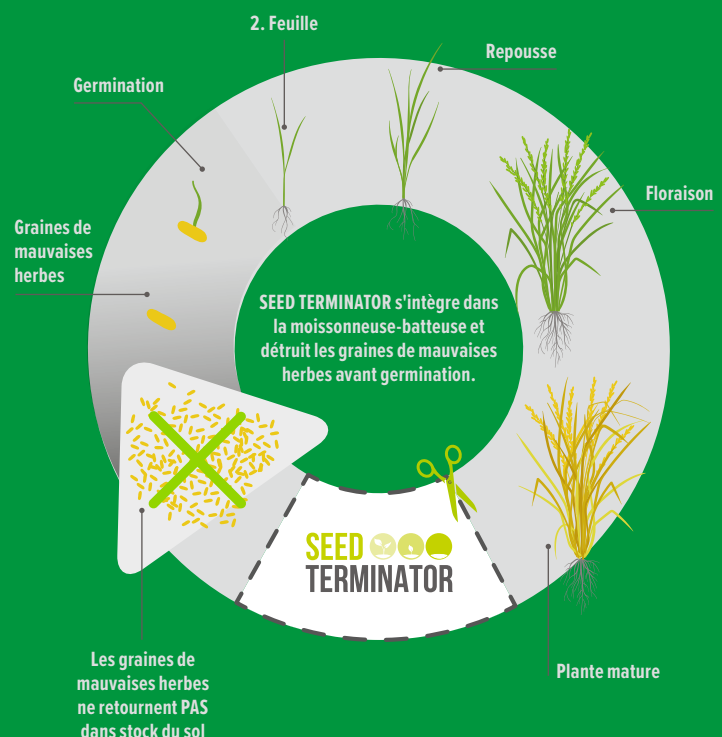 2. Feuille
Repousse
Germination
Floraison
Graines de
mauvaises
herbes
SEED TERMINATOR s'intègre dans
la moissonneuse-batteuse et
détruit les graines de mauvaises
herbes avant germination.
SEED
TERMINATOR
Plante mature
Les graines de
mauvaises herbes
ne retournent PAS
dans stock du sol